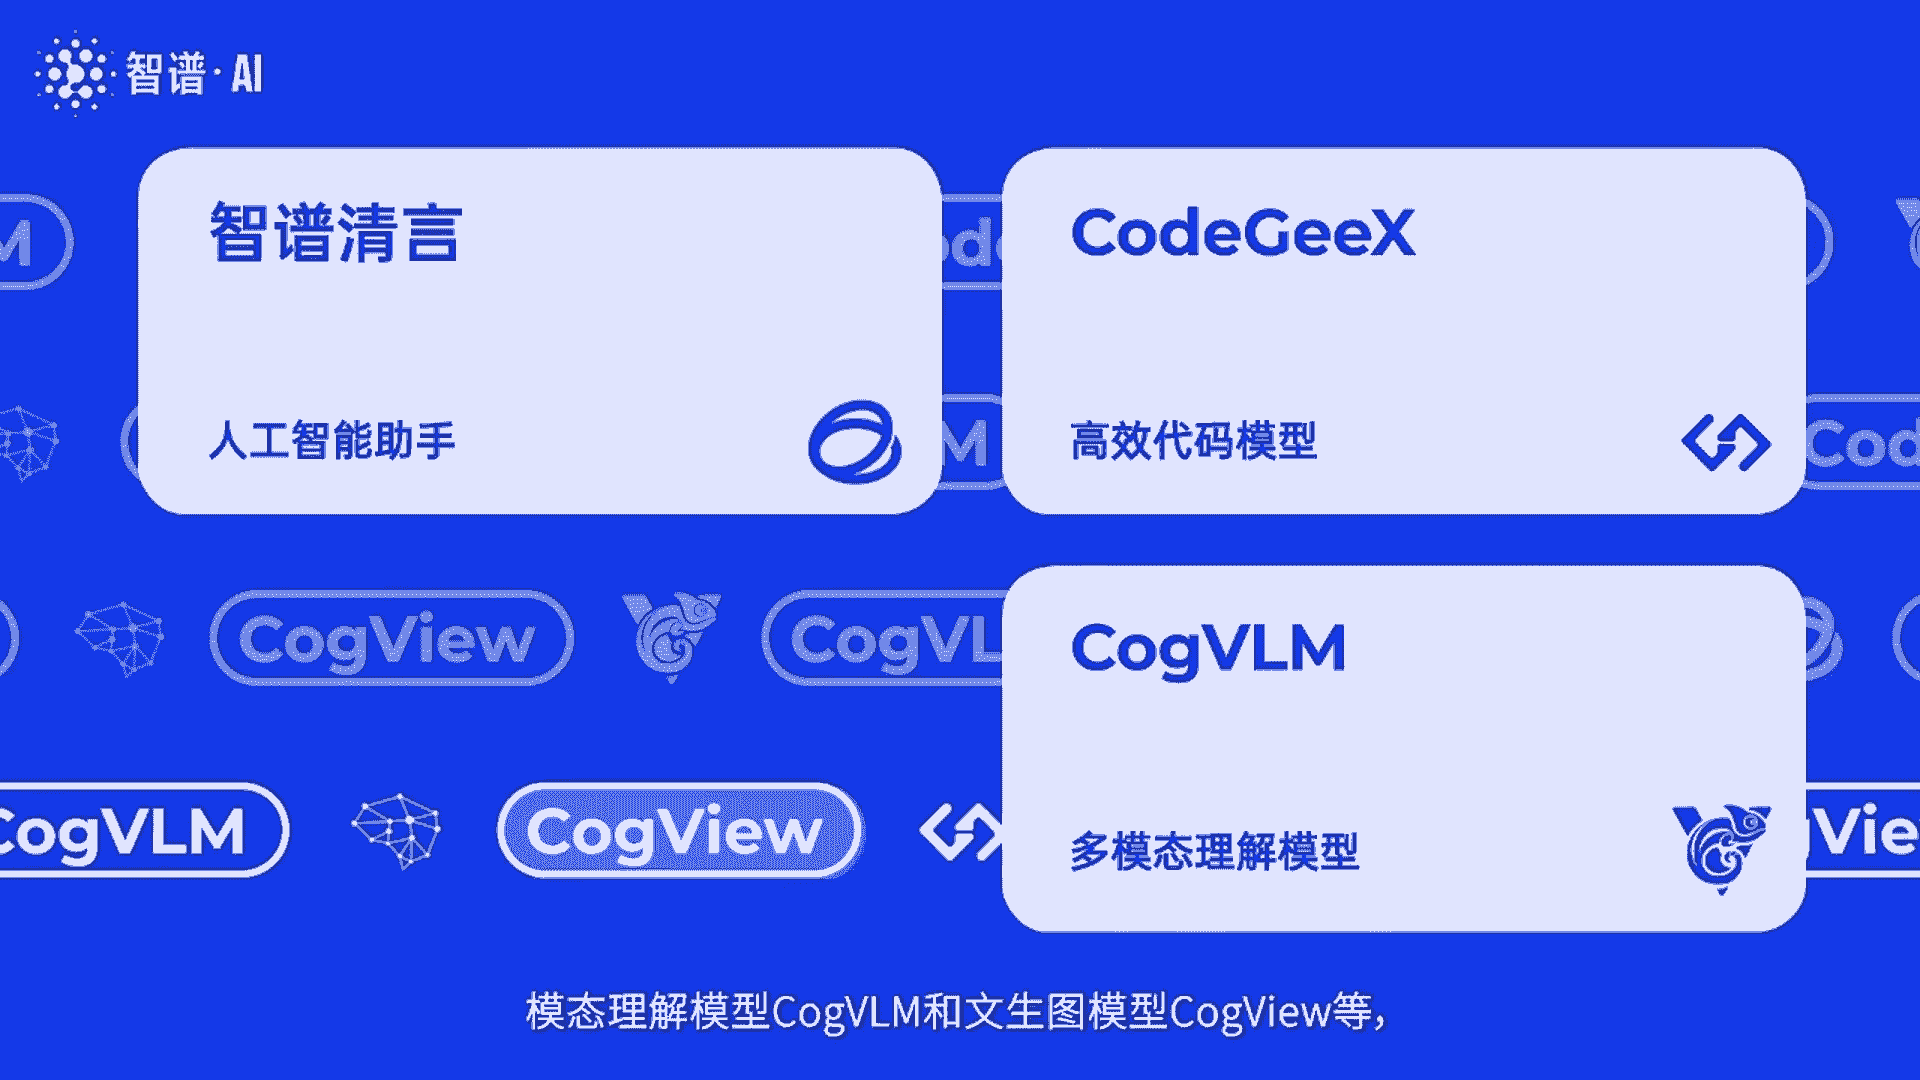 智谱·AI
智谱清言
人工智能助手
CodeGeeX
高效代码模型
CogView
CogVL
CogVLM
多模态理解模型
CogVLM
CogView
模态理解模型CogVLM和文生图模型CogView等，